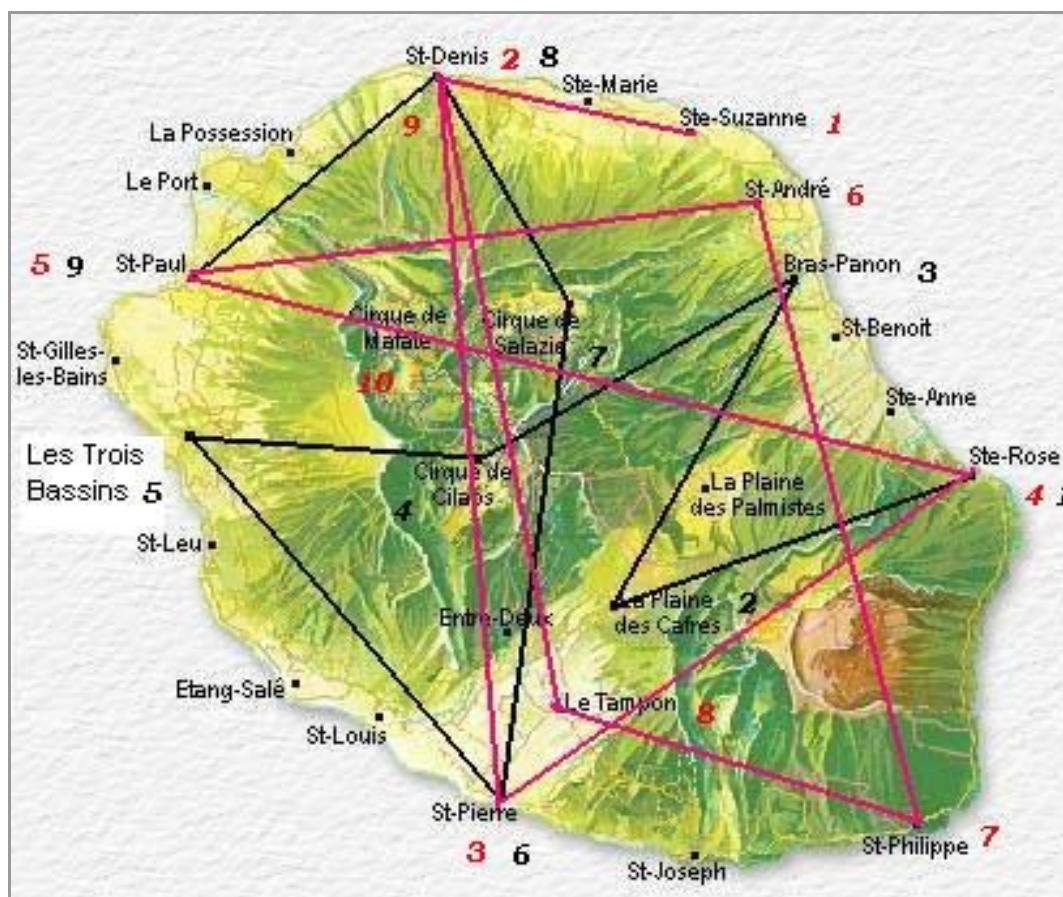 St-Denis 2 8
Ste-Marie
Ste-Suzanne 1
9
La Possession
Le Port
St-André 6
5 9 St-Paul
Bras-Panon 3
Cirque de
Mafate
Cirque de
Salazie
7
St-Benoit
St-Gilles-
les-Bains
10
Ste-Anne
Les Trois
Bassins 5
Cirque de
Cilaos
4
Ste-Rose
4 1
La Plaine
des Palmistes
St-Leu
La Plaine
des Cafres
2
Entre-Deux
Etang-Salé
Le Tampon
8
St-Louis
St-Pierre
3 6
St-Philippe 7
St-Joseph